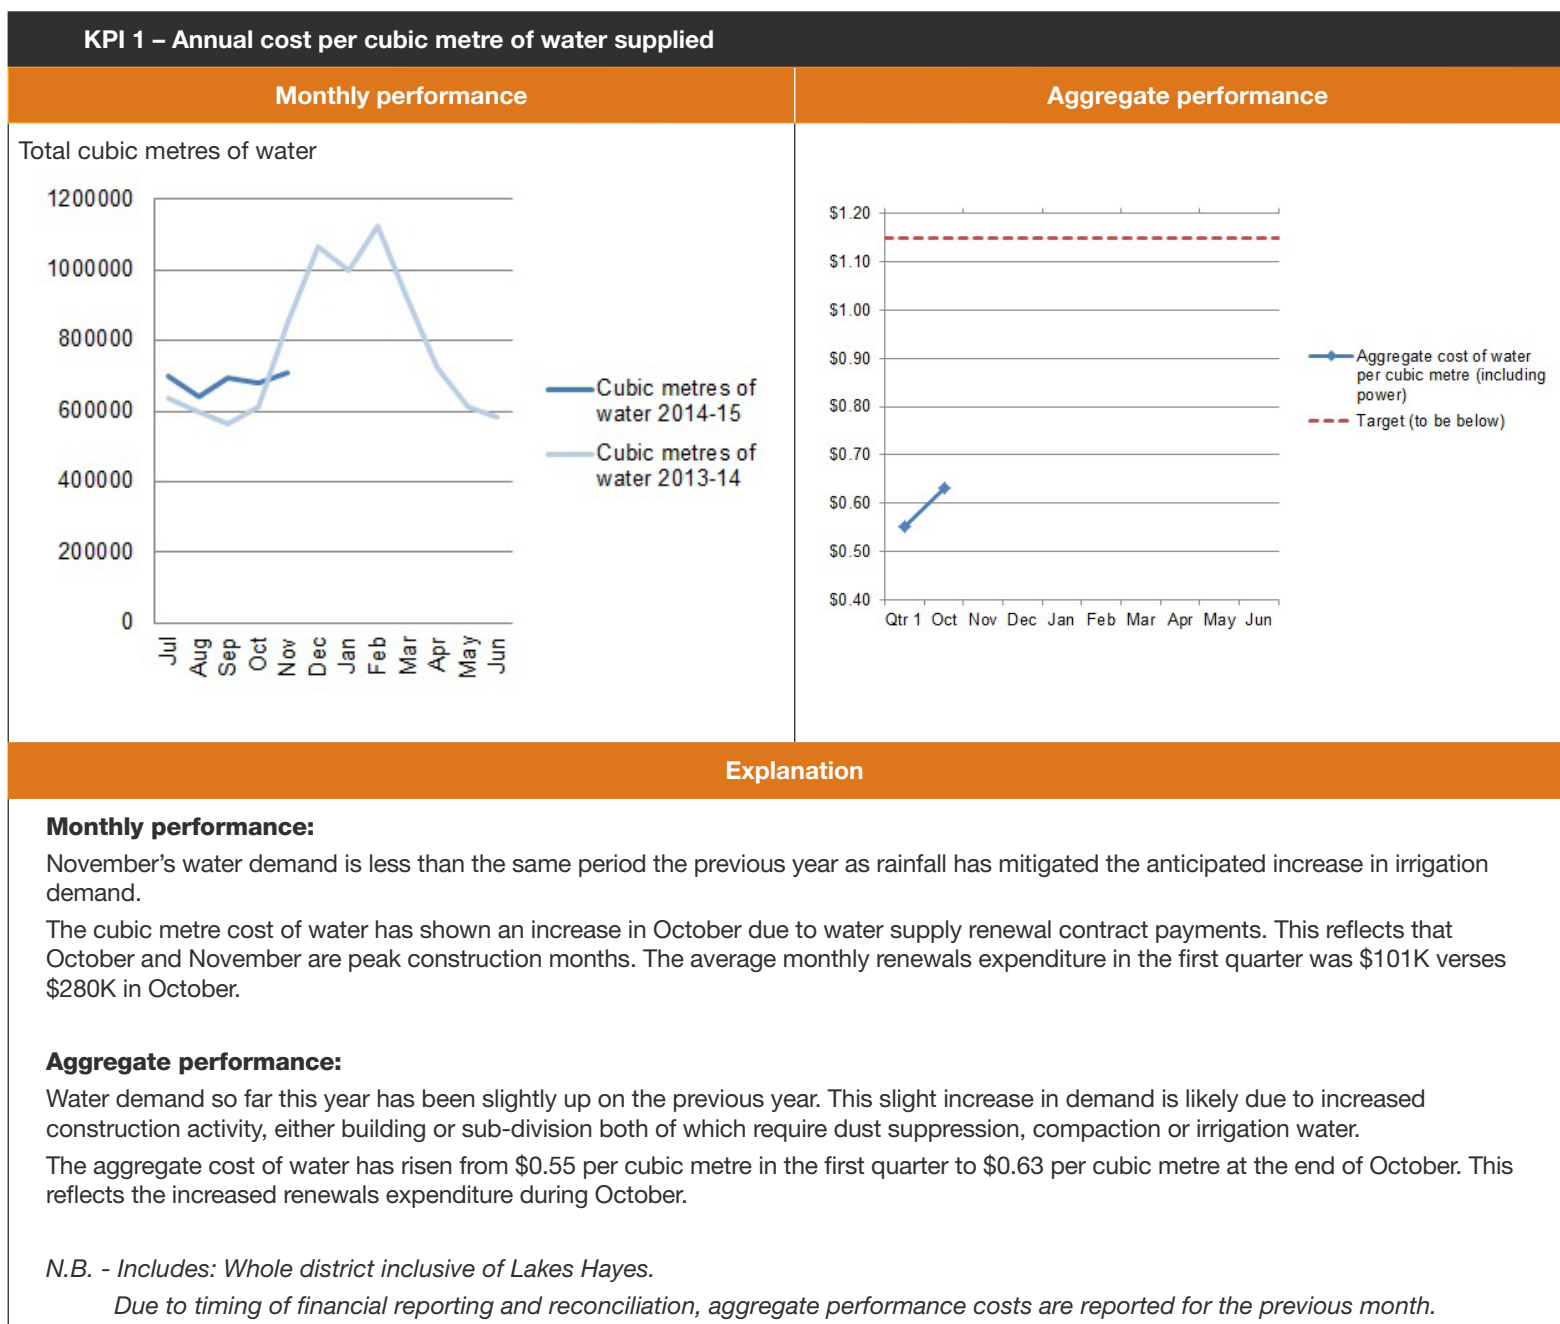 KPI 1 – Annual cost per cubic metre of water supplied
Monthly performance
Aggregate performance
Total cubic metres of water
1200000
1000000
800000
600000
400000
200000
0
Jul
Aug
Sep
Oct
Nov
Dec
Jan
Feb
Mar
Apr
May
Jun
Cubic metres of
water 2014-15
Cubic metres of
water 2013-14
$1.20
$1.10
$1.00
$0.90
$0.80
$0.70
$0.60
$0.50
$0.40
Qtr 1 Oct Nov Dec Jan Feb Mar Apr May Jun
Aggregate cost of water
per cubic metre (including
power)
Target (to be below)
Explanation
Monthly performance:
November's water demand is less than the same period the previous year as rainfall has mitigated the anticipated increase in irrigation
demand.
The cubic metre cost of water has shown an increase in October due to water supply renewal contract payments. This reflects that
October and November are peak construction months. The average monthly renewals expenditure in the first quarter was $101K verses
$280K in October.
Aggregate performance:
Water demand so far this year has been slightly up on the previous year. This slight increase in demand is likely due to increased
construction activity, either building or sub-division both of which require dust suppression, compaction or irrigation water.
The aggregate cost of water has risen from $0.55 per cubic metre in the first quarter to $0.63 per cubic metre at the end of October. This
reflects the increased renewals expenditure during October.
N.B. - Includes: Whole district inclusive of Lakes Hayes.
Due to timing of financial reporting and reconciliation, aggregate performance costs are reported for the previous month.